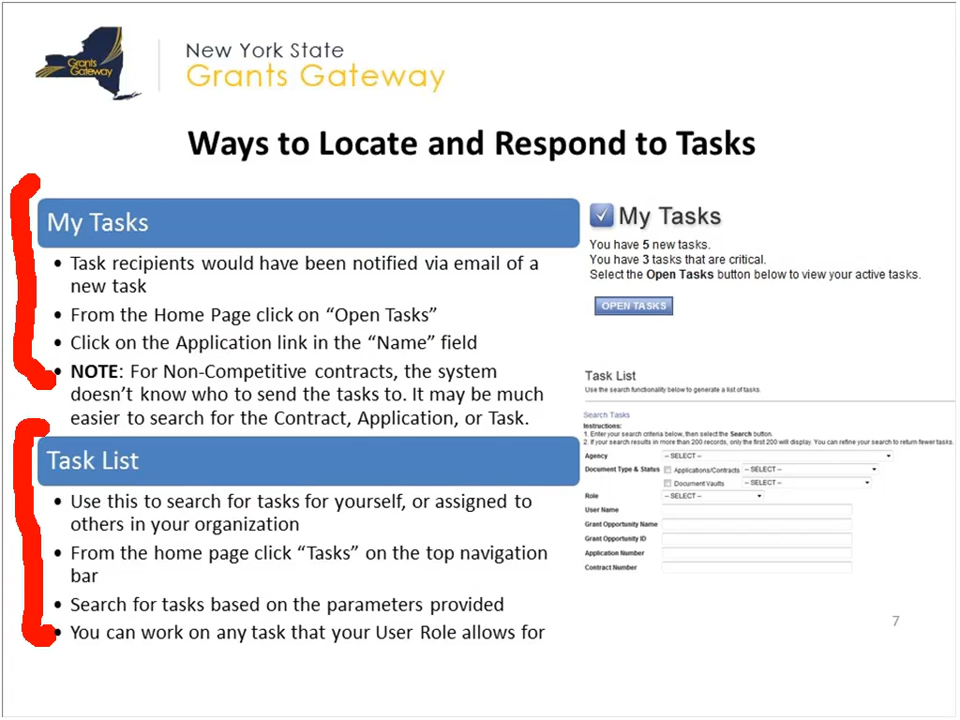 Grants
Gateway
New York State
Grants Gateway
Ways to Locate and Respond to Tasks
My Tasks
• Task recipients would have been notified via email of a
new task
• From the Home Page click on “Open Tasks”
• Click on the Application link in the “Name” field
• NOTE: For Non-Competitive contracts, the system
doesn’t know who to send the tasks to. It may be much
easier to search for the Contract, Application, or Task.
Task List
• Use this to search for tasks for yourself, or assigned to
others in your organization
• From the home page click “Tasks” on the top navigation
bar
• Search for tasks based on the parameters provided
• You can work on any task that your User Role allows for
My Tasks
You have 5 new tasks.
You have 3 tasks that are critical.
Select the Open Tasks button below to view your active tasks.
OPEN TASKS
Task List
Use the search functionality below to generate a list of tasks.
Search Tasks
Instructions:
1. Enter your search criteria below, then select the Search button.
2. If your search results in more than 200 records, only the first 200 will display. You can refine your search to return fewer tasks.
Agency -- SELECT --
Document Type & Status Applications/Contracts -- SELECT --
Document Vaults -- SELECT --
Role -- SELECT --
User Name
Grant Opportunity Name
Grant Opportunity ID
Application Number
Contract Number
7